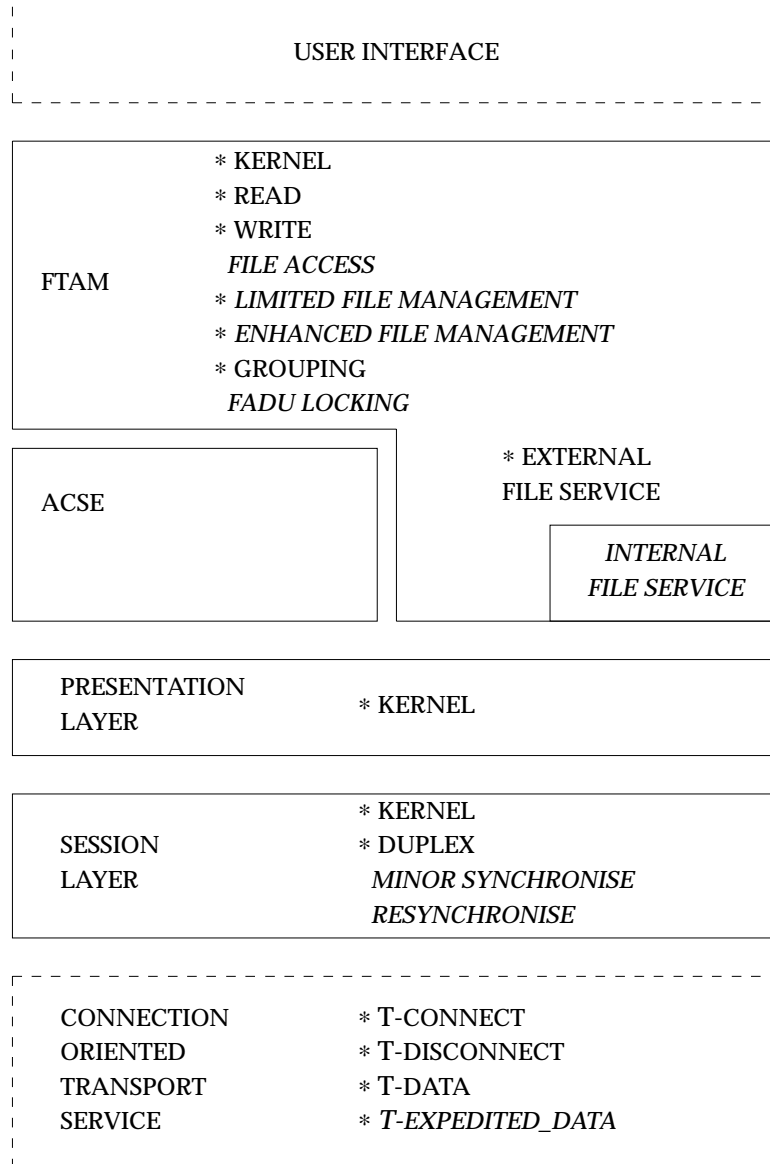 USER INTERFACE
FTAM
* KERNEL
* READ
* WRITE
FILE ACCESS
* LIMITED FILE MANAGEMENT
* ENHANCED FILE MANAGEMENT
* GROUPING
FADU LOCKING
ACSE
* EXTERNAL
FILE SERVICE
INTERNAL
FILE SERVICE
PRESENTATION
LAYER
* KERNEL
SESSION
LAYER
* KERNEL
* DUPLEX
MINOR SYNCHRONISE
RESYNCHRONISE
CONNECTION
ORIENTED
TRANSPORT
SERVICE
* T-CONNECT
* T-DISCONNECT
* T-DATA
* T-EXPEDITED_DATA